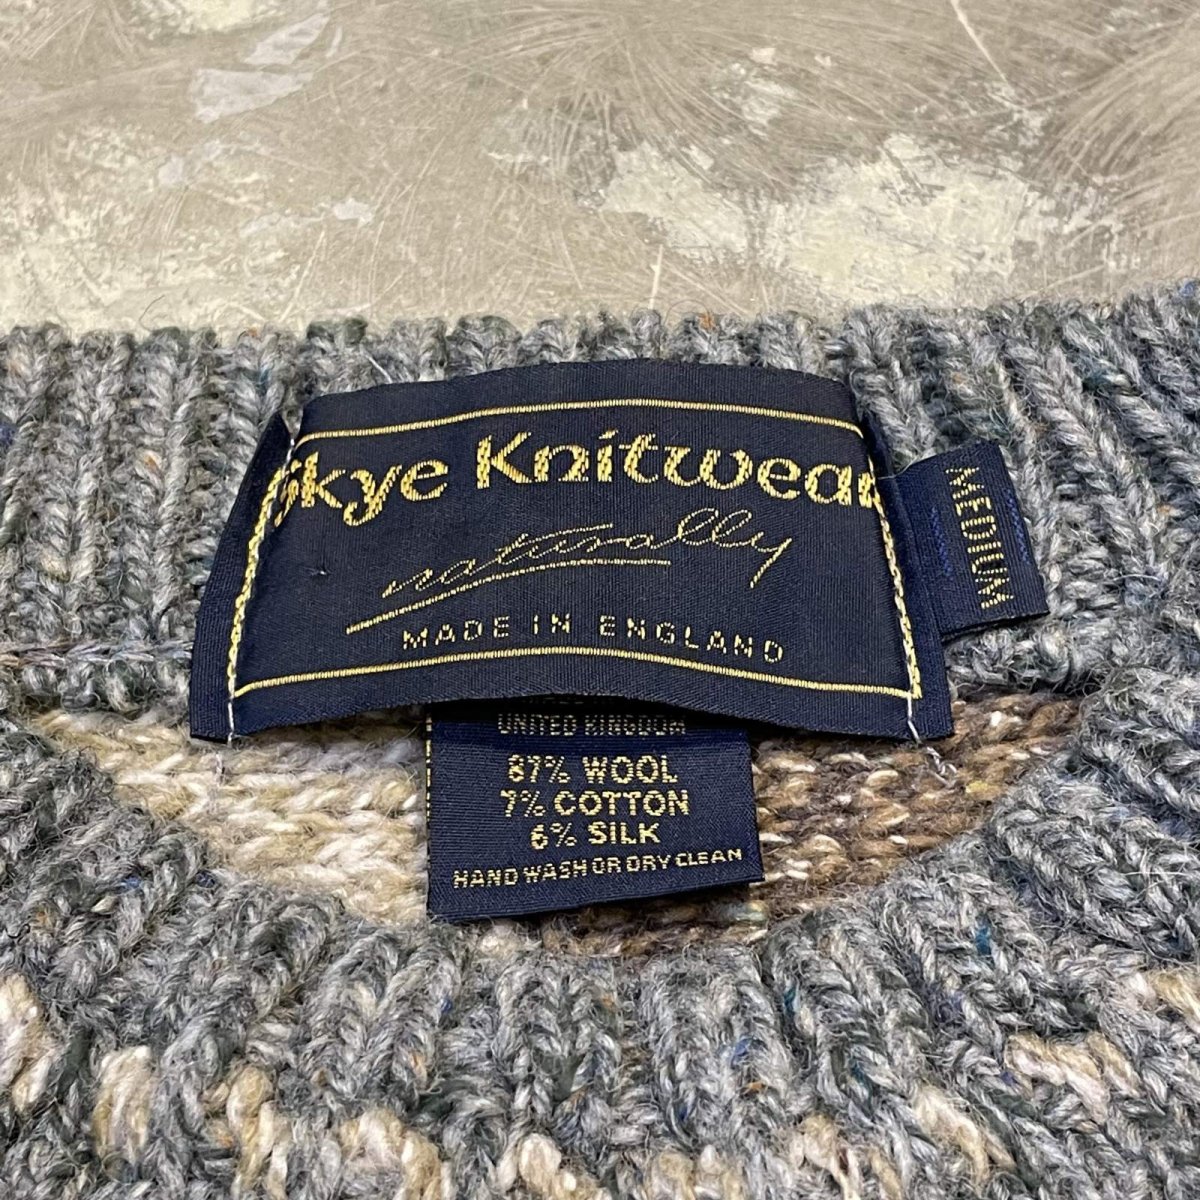 Skye Knitwear
naturally
MADE IN ENGLAND
MEDIUM
UNITED KINGDOM
87% WOOL
7% COTTON
6% SILK
HAND WASH OR DRY CLEAN